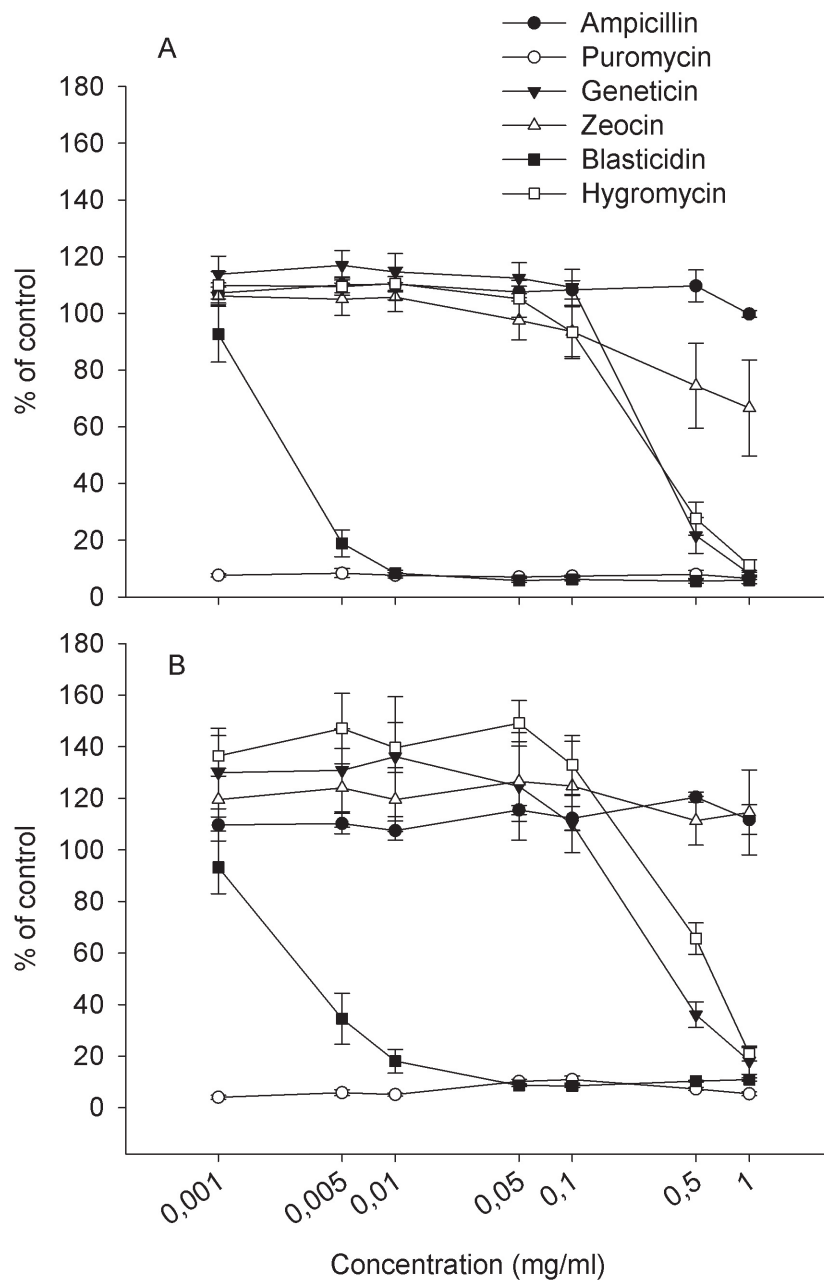 A
Ampicillin
Puromycin
Geneticin
Zeocin
Blasticidin
Hygromycin
180
160
140
120
100
80
60
40
20
0
% of control
B
180
160
140
120
100
80
60
40
20
0
% of control
0,001
0,005
0,01
0,05
0,1
0,5
1
Concentration (mg/ml)